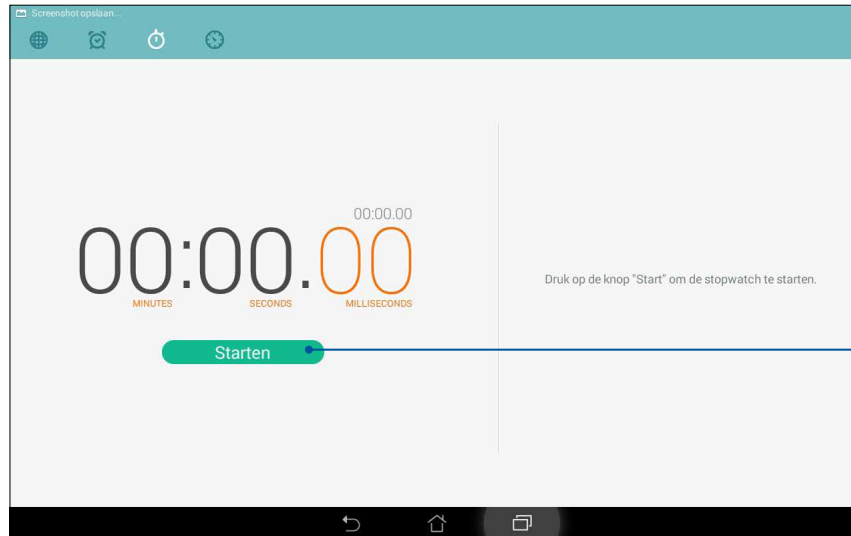 Screenshot opslaan...
00:00.00
00:00.00
MINUTES SECONDS MILLISECONDS
Starten
Druk op de knop "Start" om de stopwatch te starten.